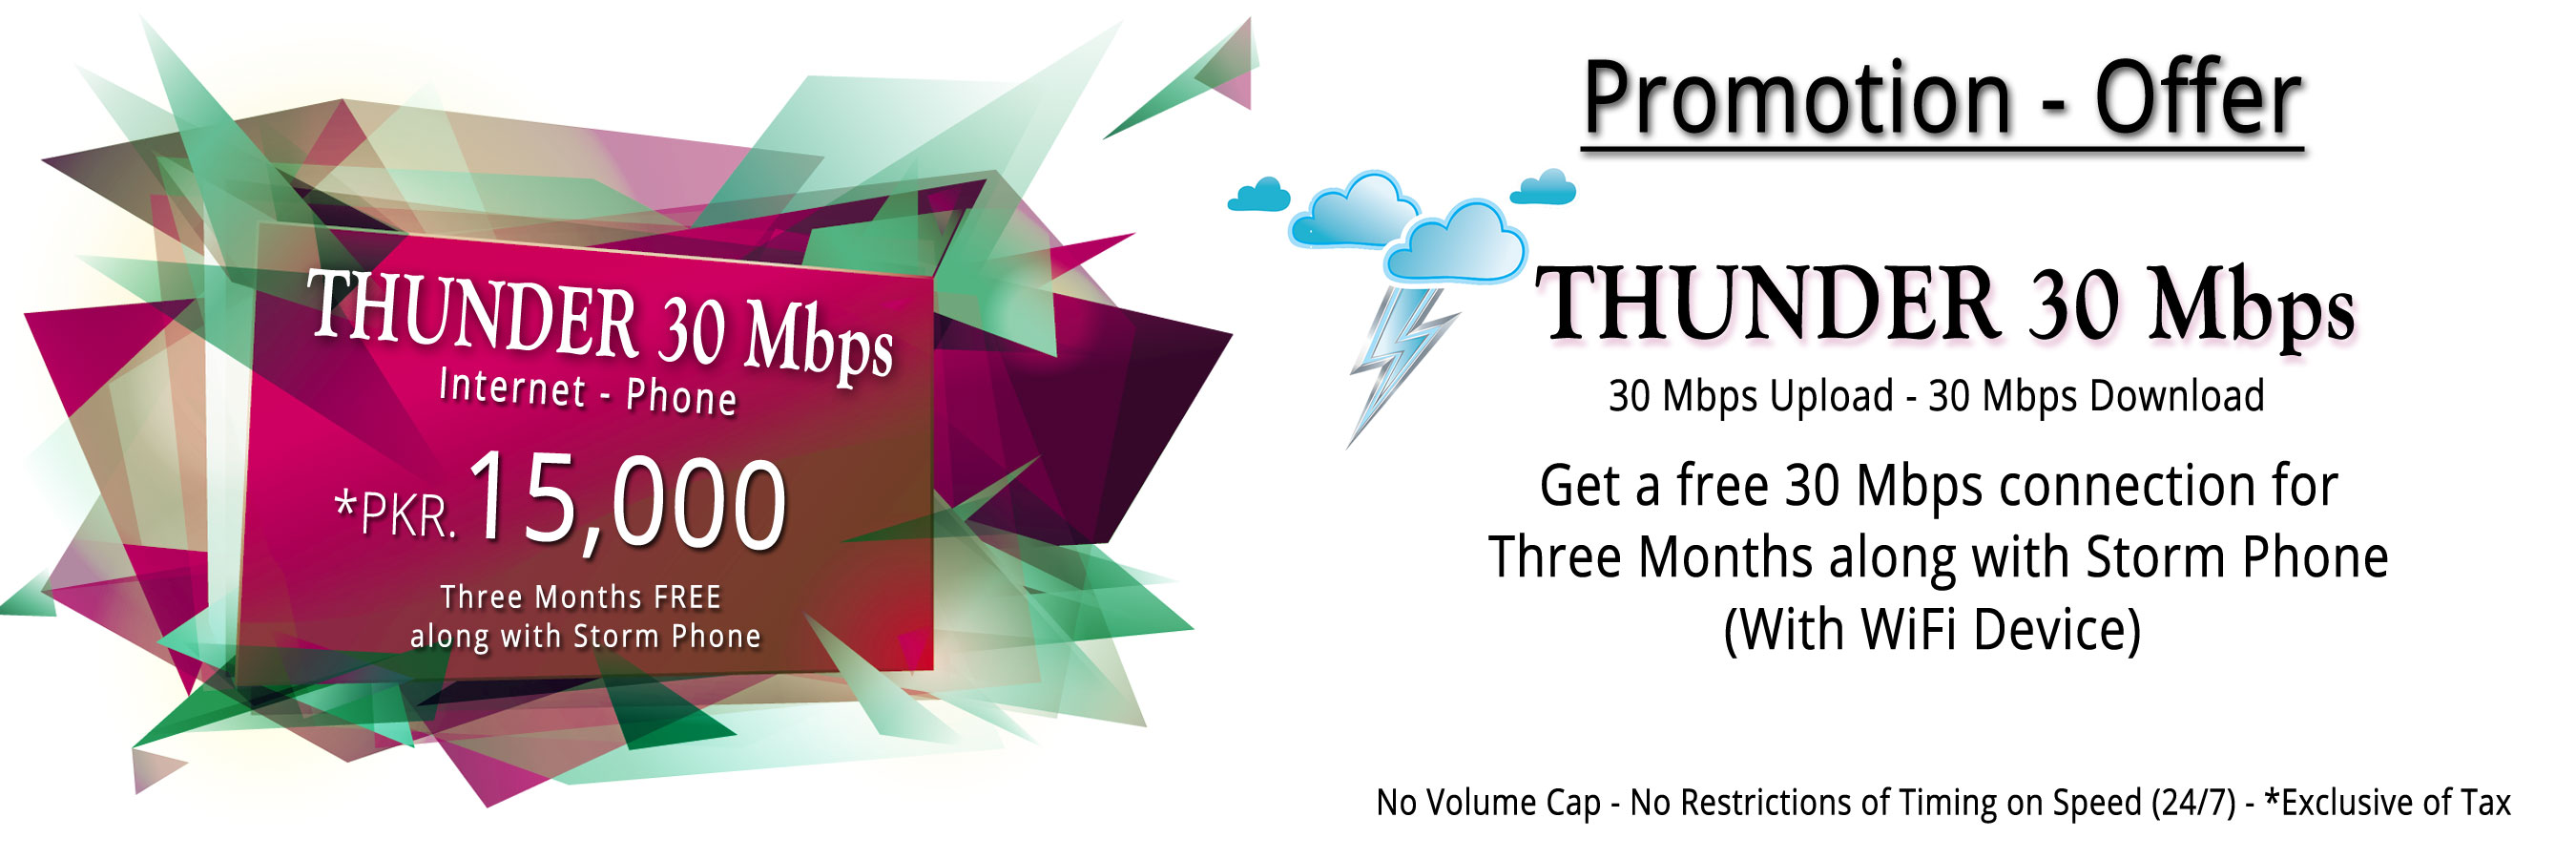 THUNDER 30 Mbps
Internet - Phone
*PKR. 15,000
Three Months FREE
along with Storm Phone
Promotion - Offer
THUNDER 30 Mbps
30 Mbps Upload - 30 Mbps Download
Get a free 30 Mbps connection for
Three Months along with Storm Phone
(With WiFi Device)
No Volume Cap - No Restrictions of Timing on Speed (24/7) - *Exclusive of Tax